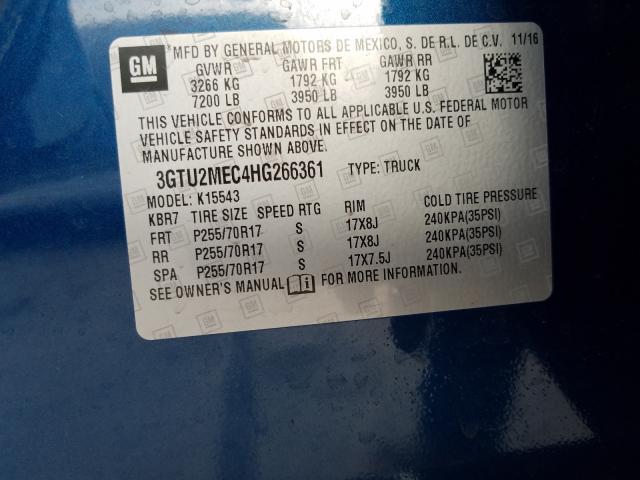 GM MFD BY GENERAL MOTORS DE MEXICO, S. DE R.L. DE C.V. 11/16
GVWR GAWR FRT GAWR RR
3266 KG 1792 KG 1792 KG
7200 LB 3950 LB 3950 LB
THIS VEHICLE CONFORMS TO ALL APPLICABLE U.S. FEDERAL MOTOR
VEHICLE SAFETY STANDARDS IN EFFECT ON THE DATE OF
MANUFACTURE SHOWN ABOVE.
3GTU2MEC4HG266361 TYPE: TRUCK
MODEL: K15543
KBR7 TIRE SIZE SPEED RTG RIM COLD TIRE PRESSURE
FRT P255/70R17 S 17X8J 240KPA(35PSI)
RR P255/70R17 S 17X8J 240KPA(35PSI)
SPA P255/70R17 S 17X7.5J 240KPA(35PSI)
SEE OWNER'S MANUAL FOR MORE INFORMATION.